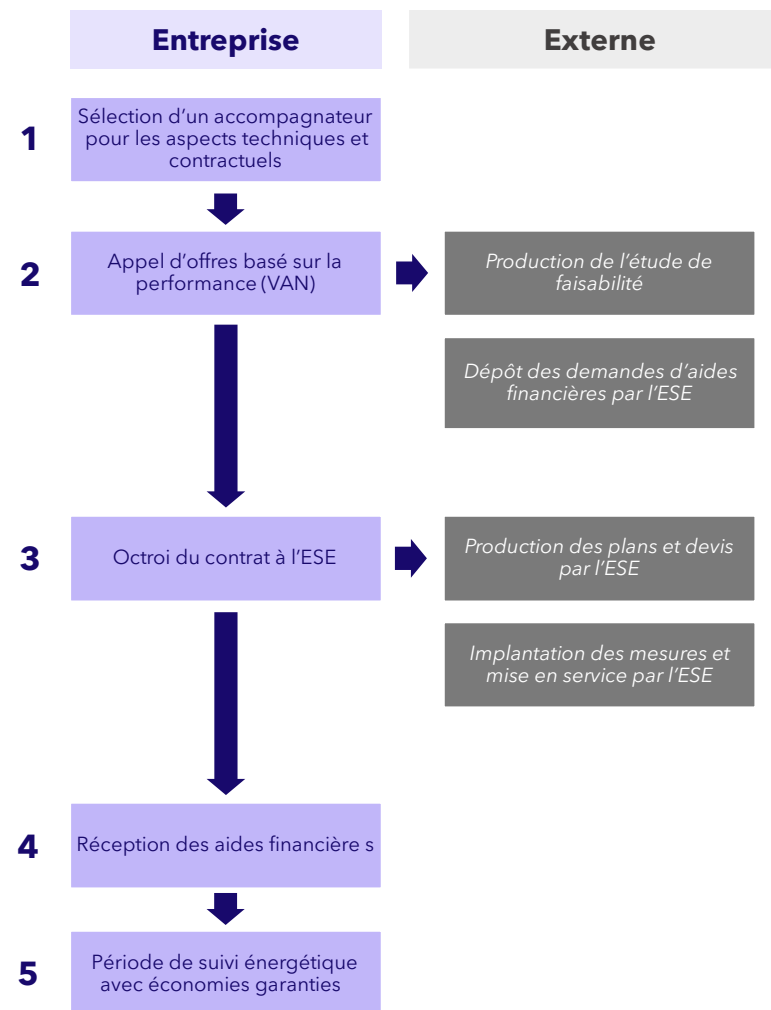 Entreprise
Externe
1
Sélection d'un accompagnateur
pour les aspects techniques et
contractuels
2
Appel d'offres basé sur la
performance (VAN)
Production de l'étude de
faisabilité
Dépôt des demandes d'aides
financières par l'ESE
3
Octroi du contrat à l'ESE
Production des plans et devis
par l'ESE
Implantation des mesures et
mise en service par l'ESE
4
Réception des aides financière s
5
Période de suivi énergétique
avec économies garanties